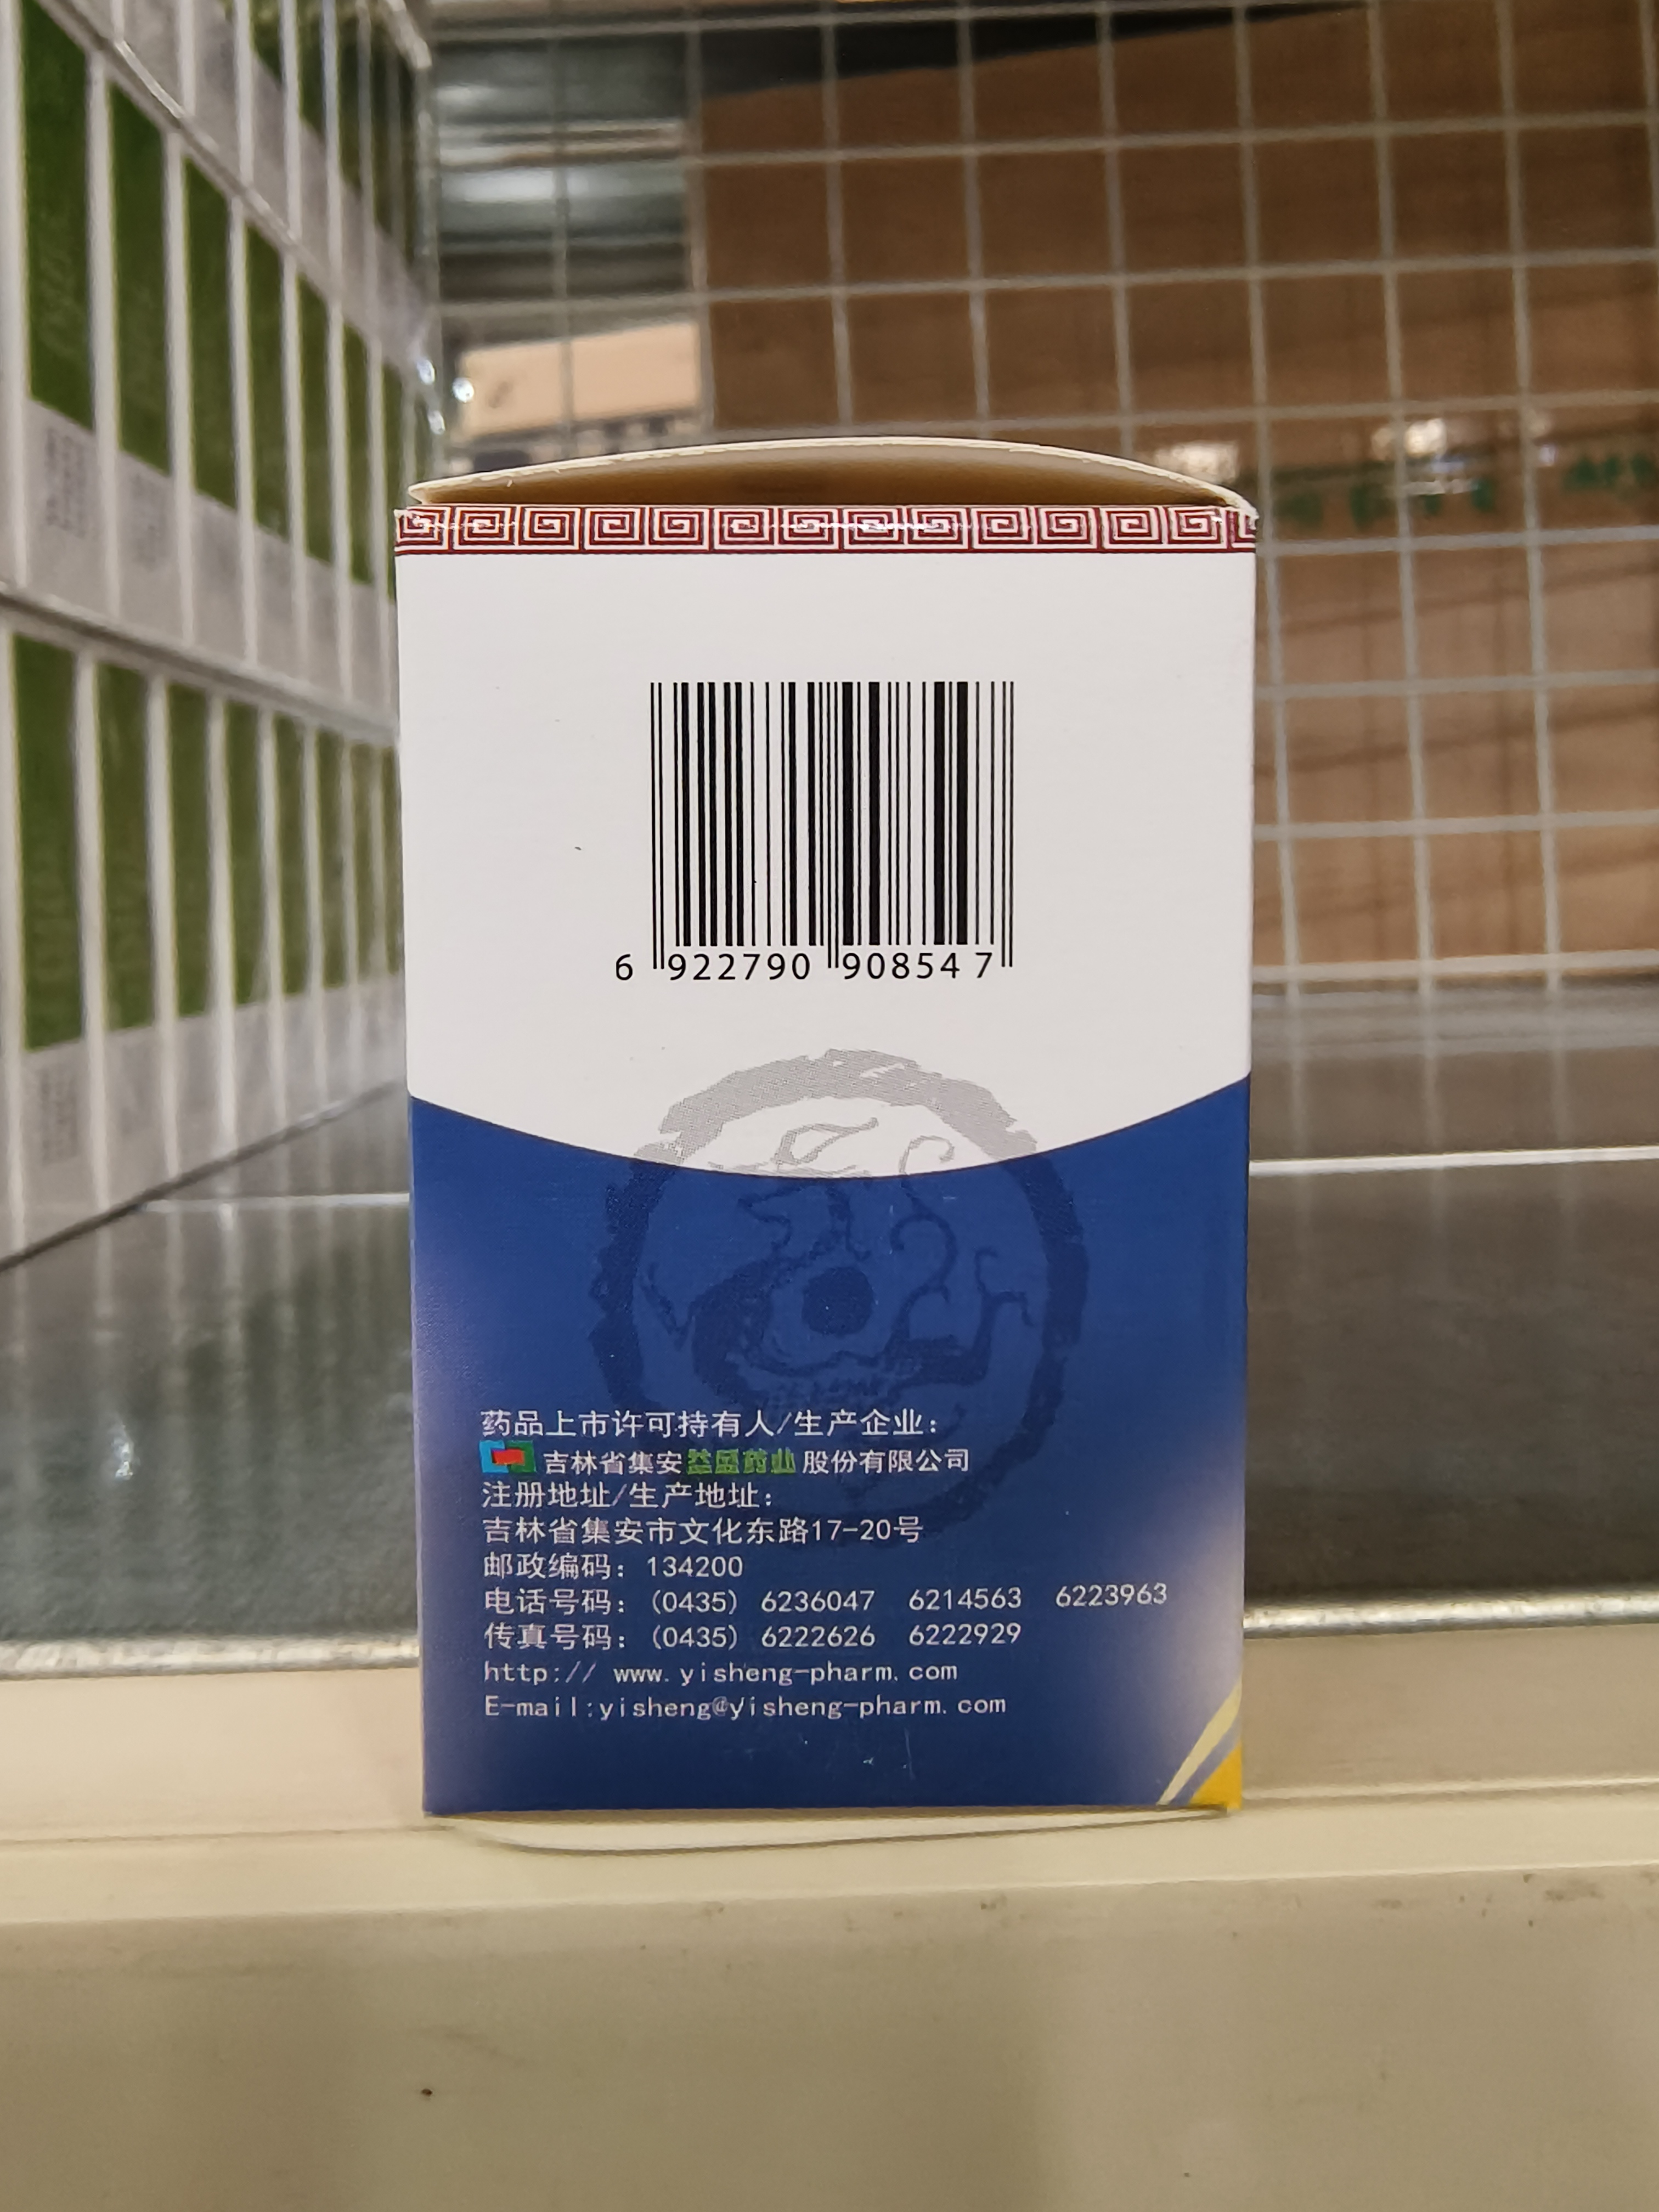 6 922790 908547
药品上市许可持有人/生产企业:
吉林省集安益盛药业股份有限公司
注册地址/生产地址:
吉林省集安市文化东路17-20号
邮政编码: 134200
电话号码: (0435) 6236047 6214563 6223963
传真号码: (0435) 6222626 6222929
http:// www.yisheng-pharm.com
E-mail:yisheng@yisheng-pharm.com